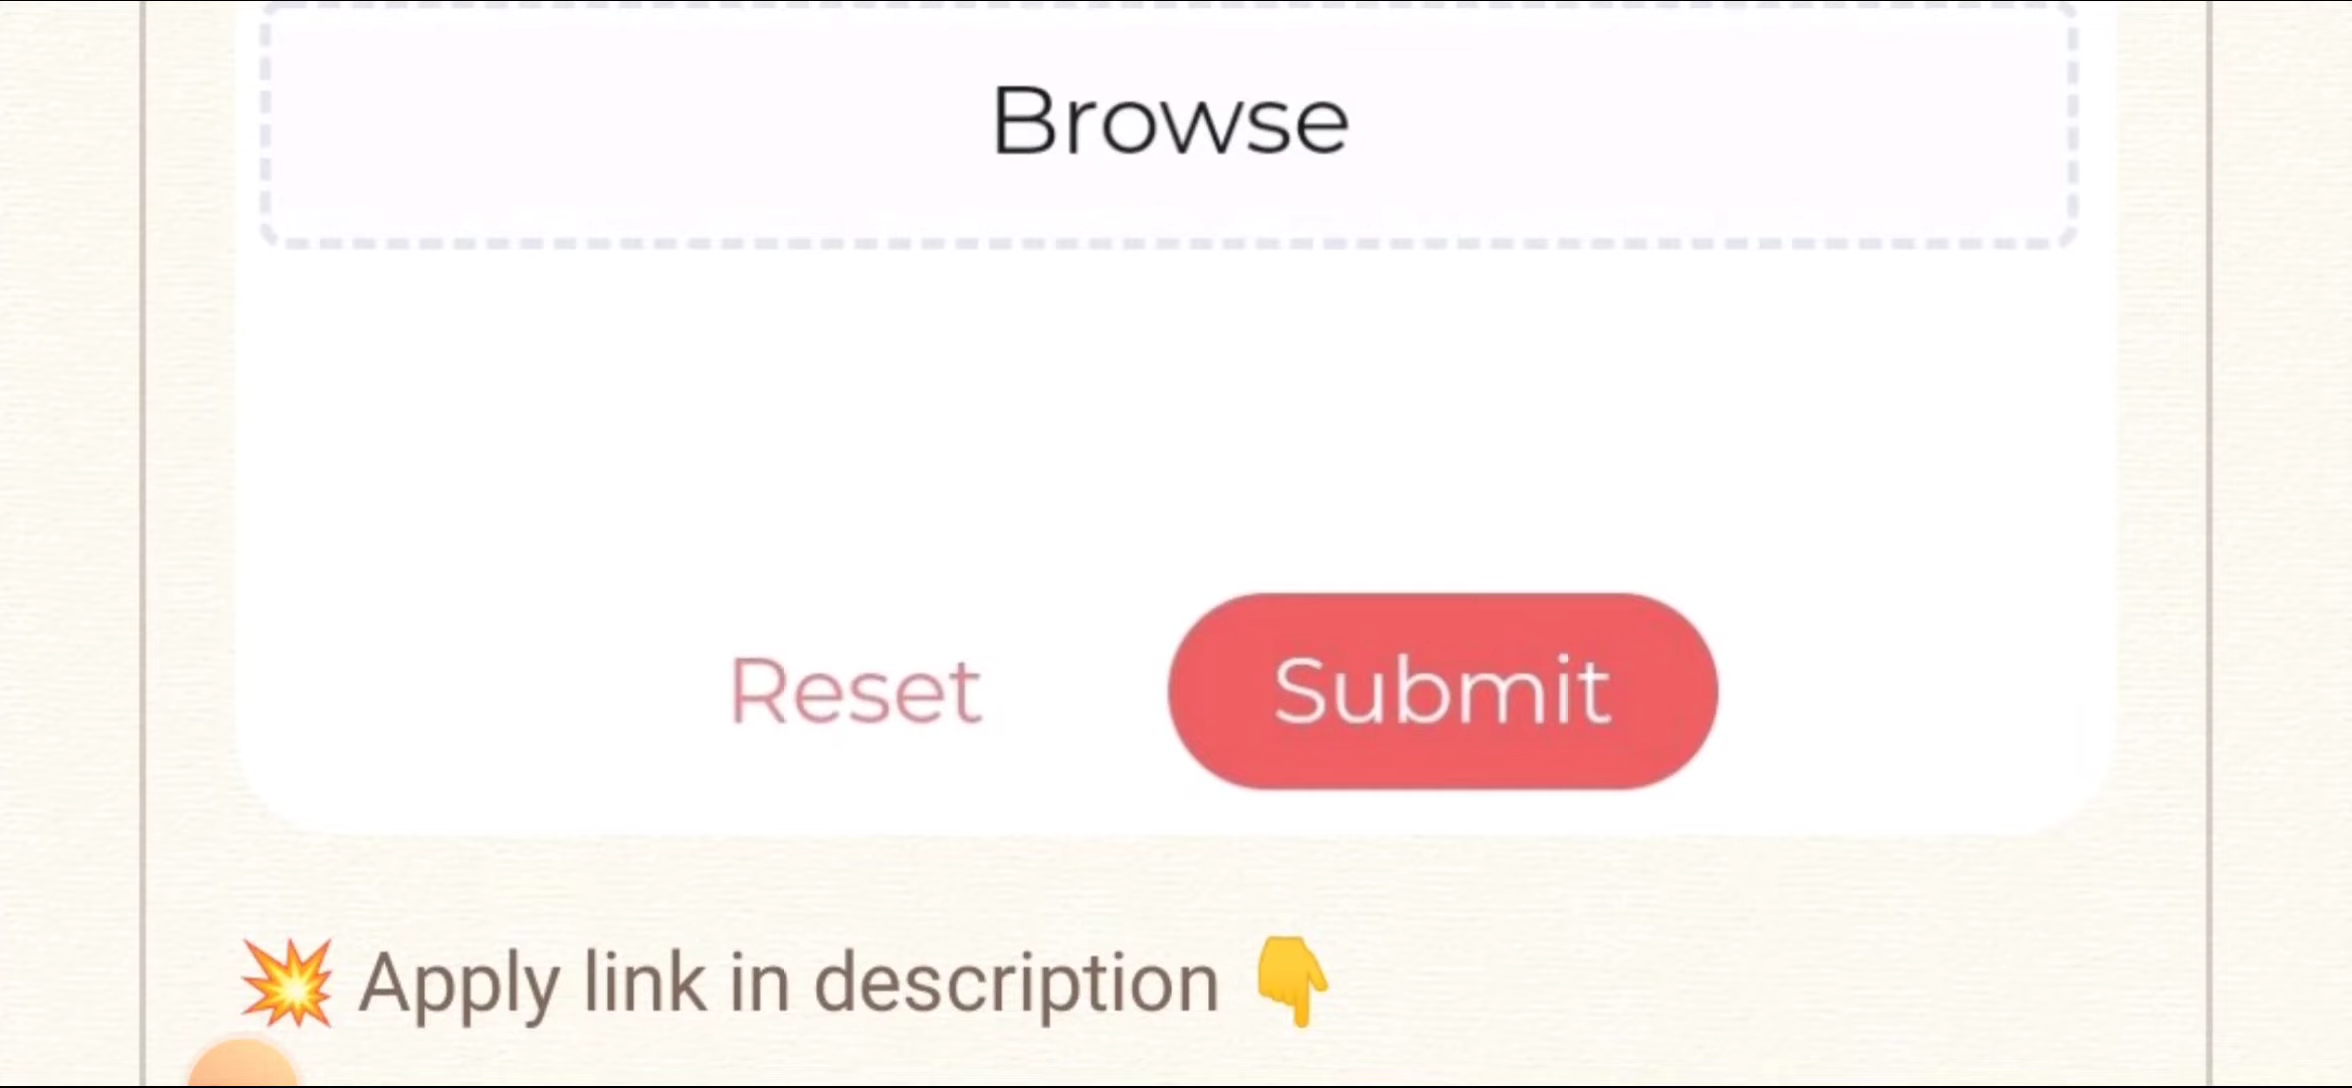 Browse
Reset Submit
💥 Apply link in description 👇